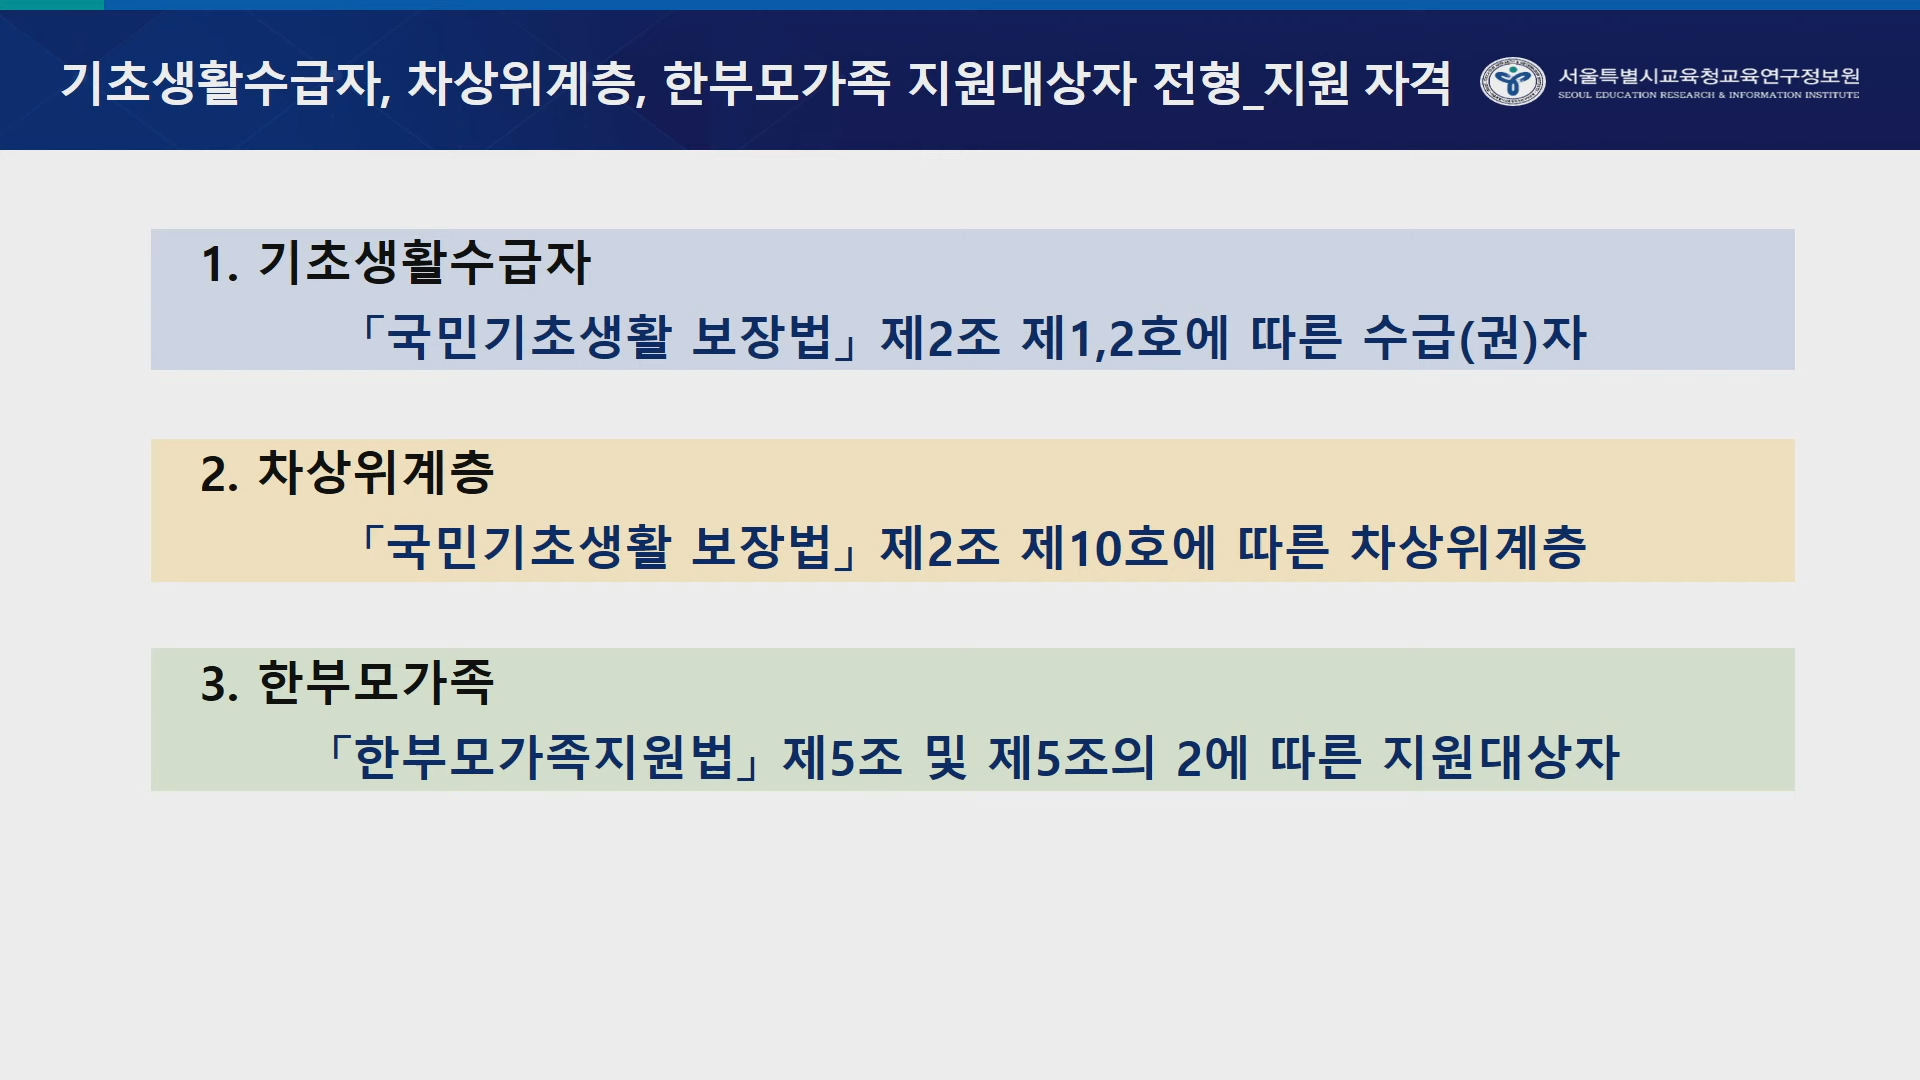 기초생활수급자, 차상위계층, 한부모가족 지원대상자 전형_지원 자격
서울특별시교육청교육연구정보원
SEOUL EDUCATION RESEARCH & INFORMATION INSTITUTE
1. 기초생활수급자
「국민기초생활 보장법」제2조 제1,2호에 따른 수급(권)자
2. 차상위계층
「국민기초생활 보장법」제2조 제10호에 따른 차상위계층
3. 한부모가족
「한부모가족지원법」제5조 및 제5조의 2에 따른 지원대상자